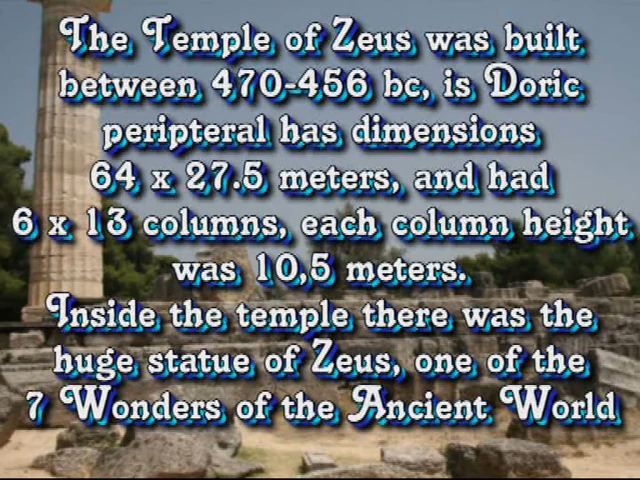 The Temple of Zeus was built
between 470-456 bc, is Doric
peripteral has dimensions
64 x 27.5 meters, and had
6 x 13 columns, each column height
was 10,5 meters.
Inside the temple there was the
huge statue of Zeus, one of the
7 Wonders of the Ancient World